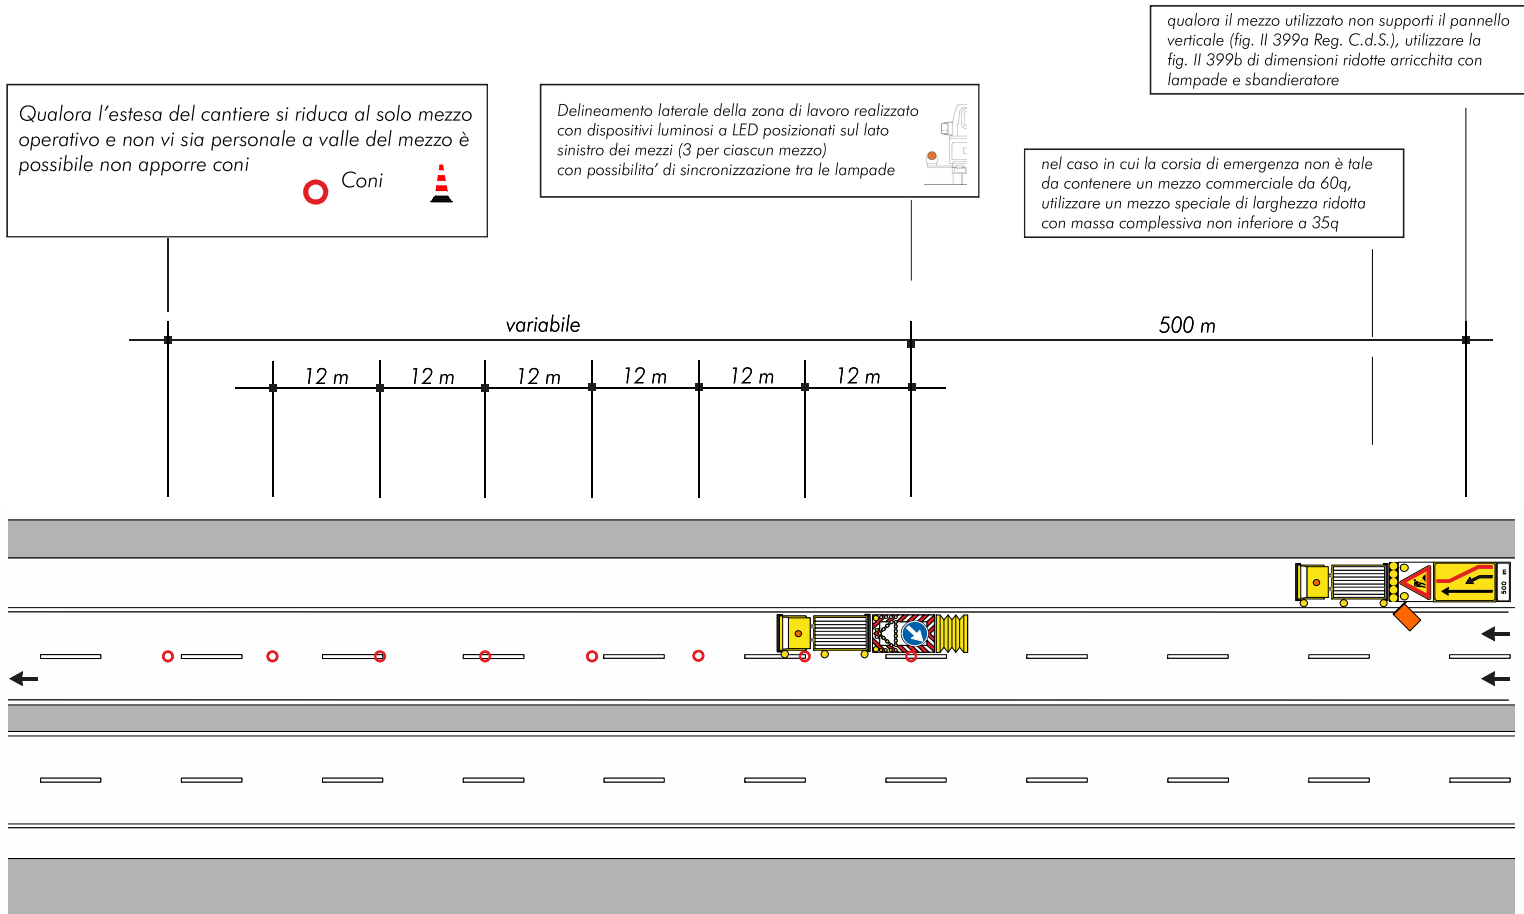 qualora il mezzo utilizzato non supporti il pannello
verticale (fig. II 399a Reg. C.d.S.), utilizzare la
fig. II 399b di dimensioni ridotte arricchita con
lampade e sbandieratore
Qualora l'estesa del cantiere si riduca al solo mezzo
operativo e non vi sia personale a valle del mezzo è
possibile non apporre coni
Coni
Delineamento laterale della zona di lavoro realizzato
con dispositivi luminosi a LED posizionati sul lato
sinistro dei mezzi (3 per ciascun mezzo)
con possibilita' di sincronizzazione tra le lampade
nel caso in cui la corsia di emergenza non è tale
da contenere un mezzo commerciale da 60q,
utilizzare un mezzo speciale di larghezza ridotta
con massa complessiva non inferiore a 35q
variabile
500 m
12 m
12 m
12 m
12 m
12 m
12 m
500 m